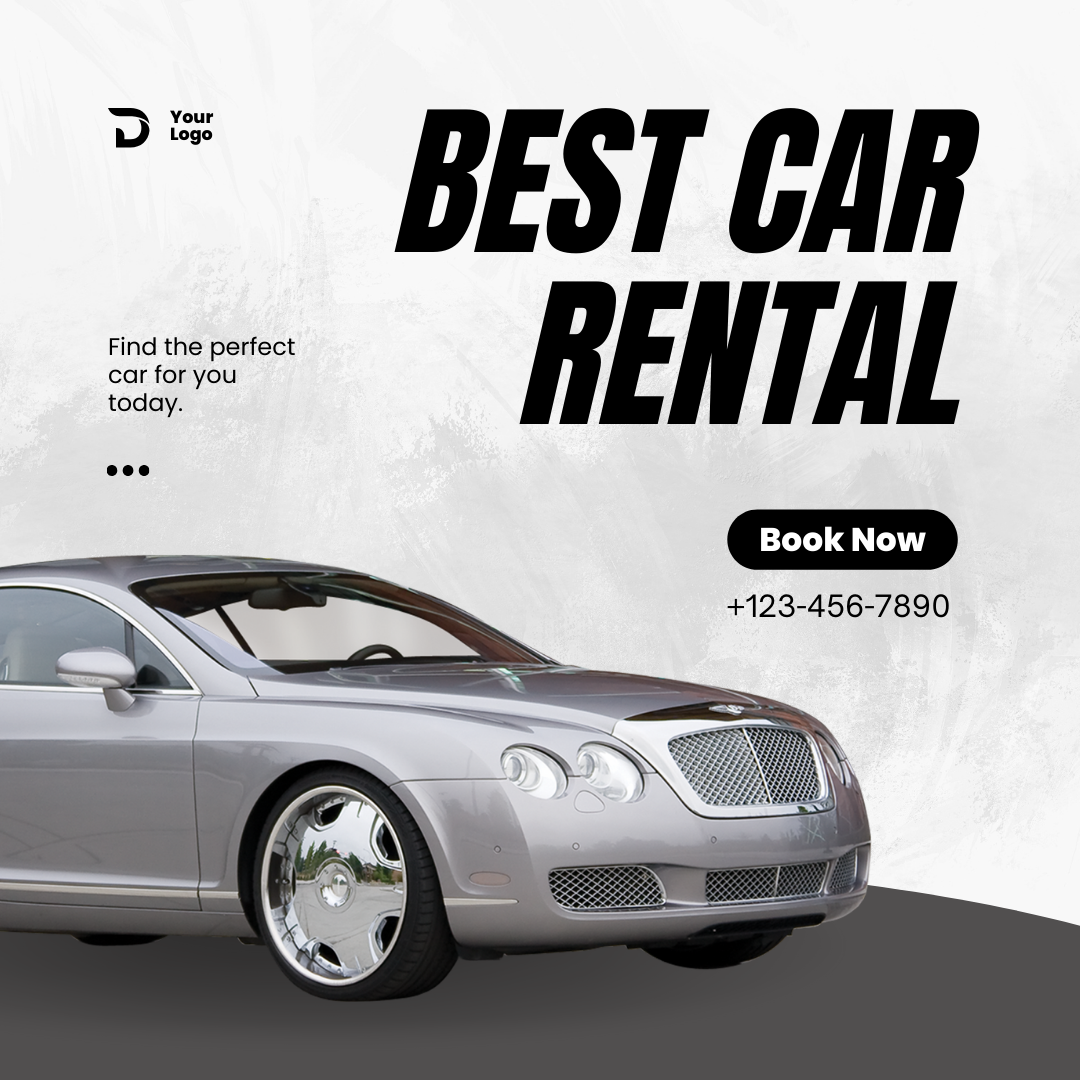 Your
Logo
BEST CAR
RENTAL
Find the perfect
car for you
today.
Book Now
+123-456-7890